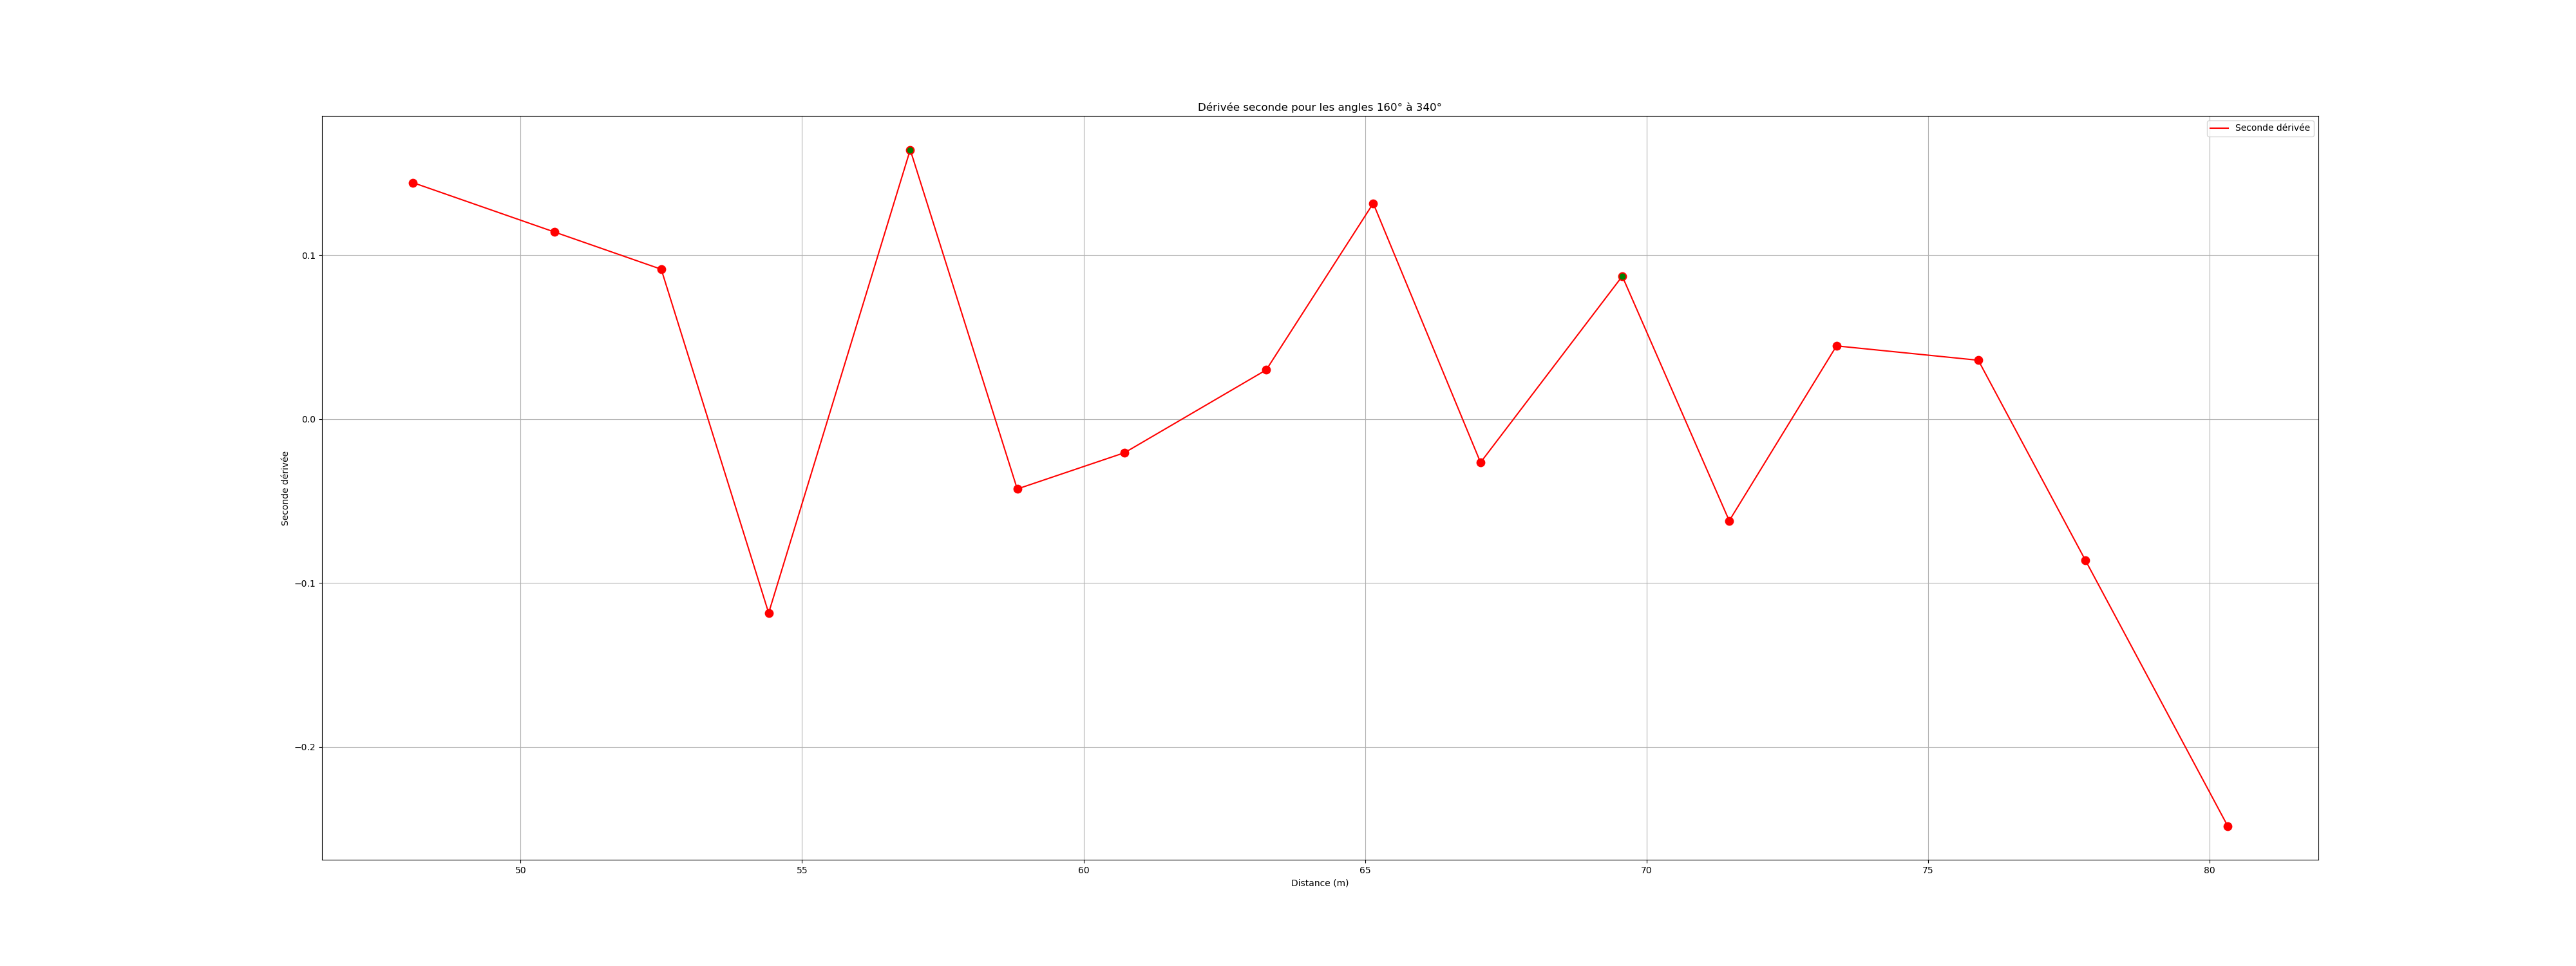 Dérivée seconde pour les angles 160° à 340°
Seconde dérivée
0.1
0.0
−0.1
−0.2
Seconde dérivée
50
55
60
65
70
75
80
Distance (m)